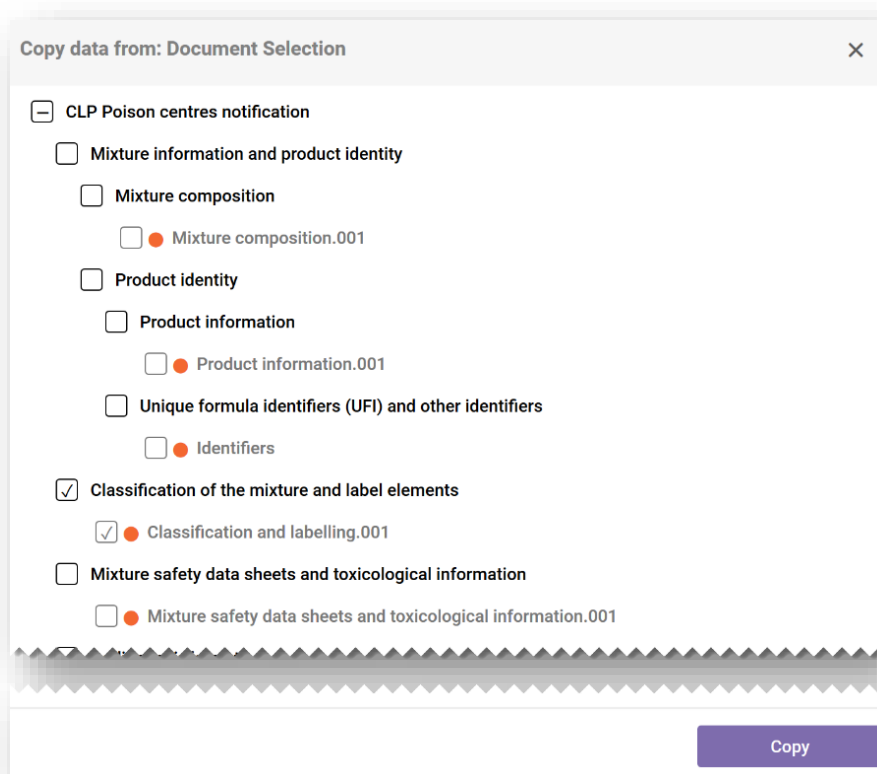 Copy data from: Document Selection
CLP Poison centres notification
Mixture information and product identity
Mixture composition
Mixture composition.001
Product identity
Product information
Product information.001
Unique formula identifiers (UFI) and other identifiers
Identifiers
Classification of the mixture and label elements
Classification and labelling.001
Mixture safety data sheets and toxicological information
Mixture safety data sheets and toxicological information.001
Copy